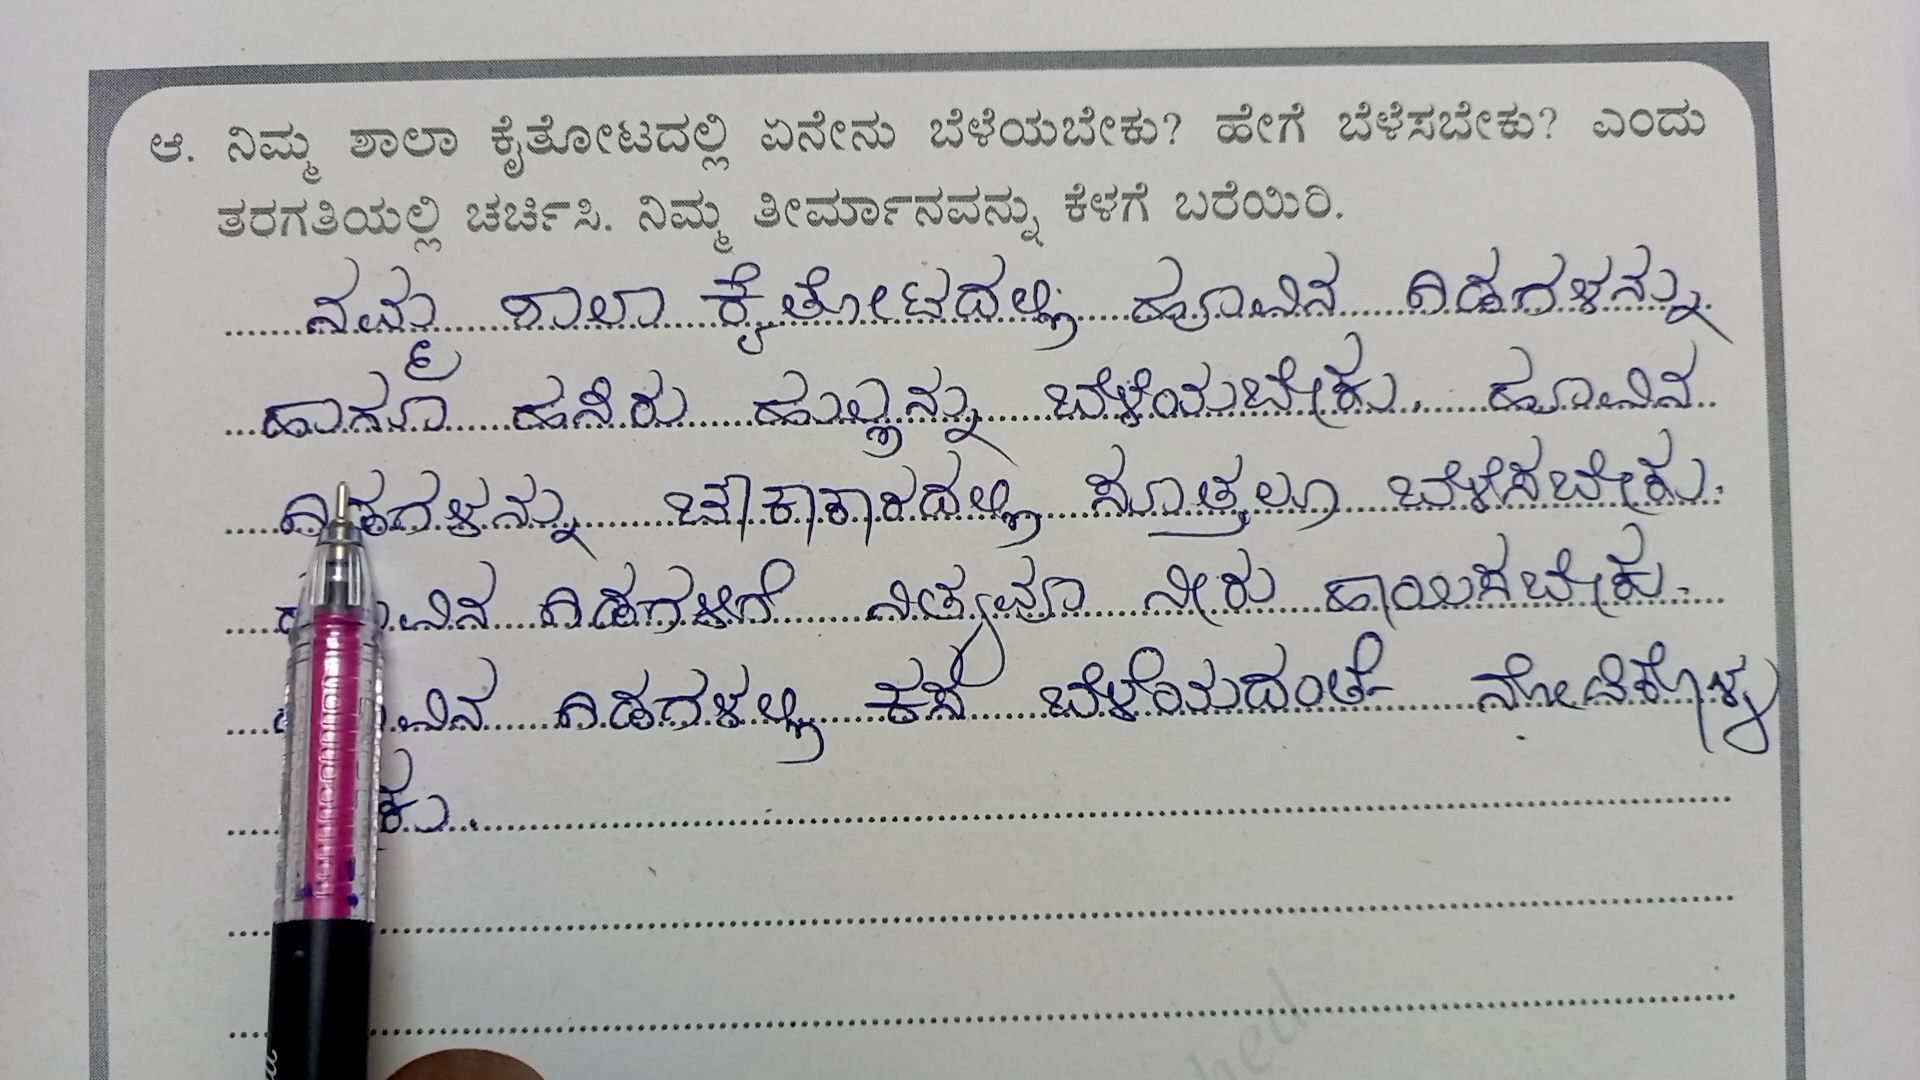 ಆ. ನಿಮ್ಮ ಶಾಲಾ ಕೈತೋಟದಲ್ಲಿ ಏನೇನು ಬೆಳೆಯಬೇಕು? ಹೇಗೆ ಬೆಳೆಸಬೇಕು? ಎಂದು
ತರಗತಿಯಲ್ಲಿ ಚರ್ಚಿಸಿ. ನಿಮ್ಮ ತೀರ್ಮಾನವನ್ನು ಕೆಳಗೆ ಬರೆಯಿರಿ.
ನಮ್ಮ ಶಾಲಾ ಕೈತೋಟದಲ್ಲಿ ಹೂವಿನ ಗಿಡಗಳನ್ನು
ಹಾಗೂ ಹಸಿರು ಹುಲ್ಲನ್ನು ಬೆಳೆಯಬೇಕು. ಹೂವಿನ
ಗಿಡಗಳನ್ನು ಚೌಕಾಕಾರದಲ್ಲಿ ಸೂತ್ತಲೂ ಬೆಳೆಸಬೇಕು.
ಗಿಡಗಳಿಗೆ ನಿತ್ಯವೂ ನೀರು ಹಾಯಿಸಬೇಕು.
ಗಿಡಗಳಲ್ಲಿ ಕಸ ಬೆಳೆಯದಂತೆ ನೋಡಿಕೊಳ್ಳ